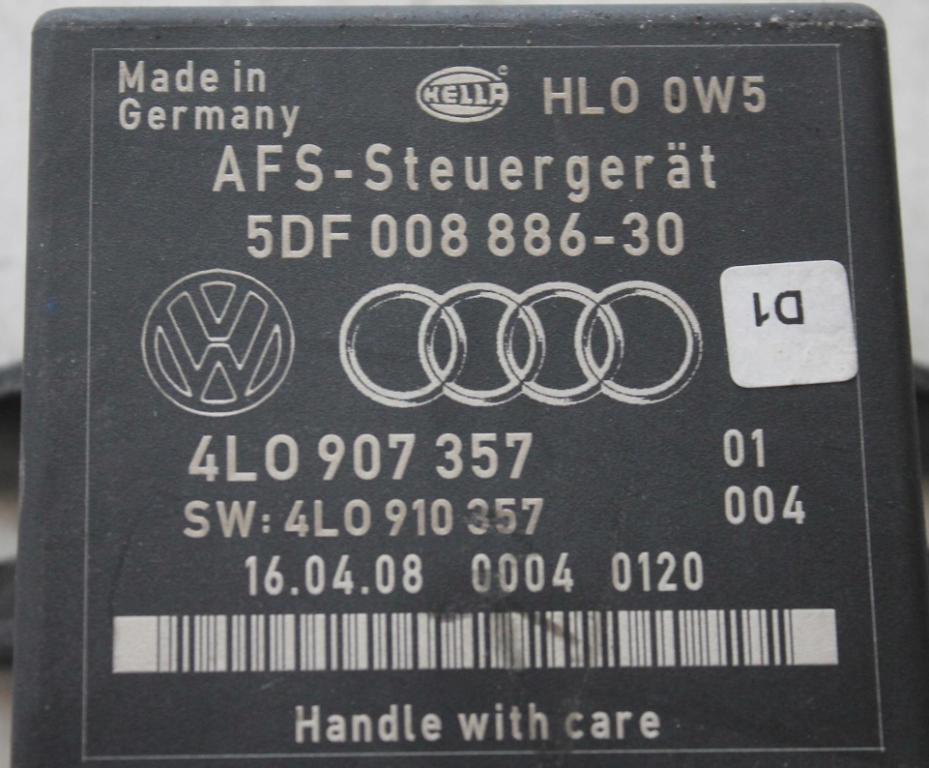 Made in
Germany
HELLA HLO 0W5
AFS-Steuergerät
5DF 008 886-30
D1
4L0 907 357 01
SW: 4L0 910 357 004
16.04.08 0004 0120
Handle with care